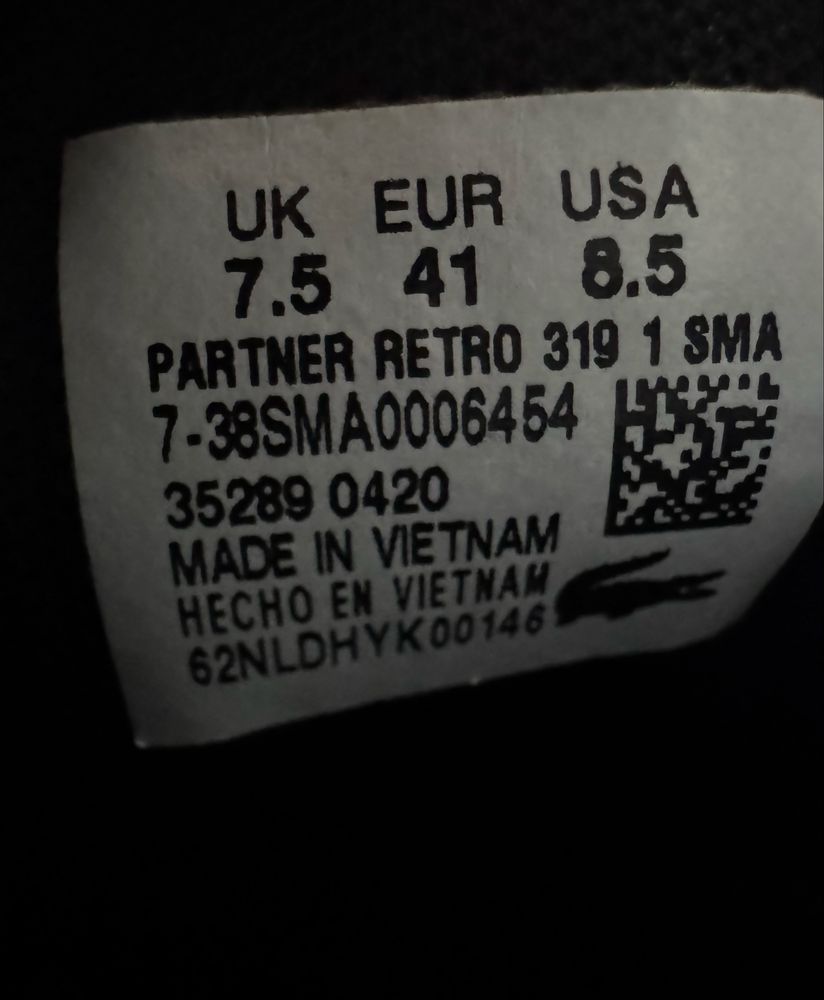 UK EUR USA
7.5 41 8.5
PARTNER RETRO 319 1 SMA
7-38SMA0006454
35289 0420
MADE IN VIETNAM
HECHO EN VIETNAM
62NLDHYK00146